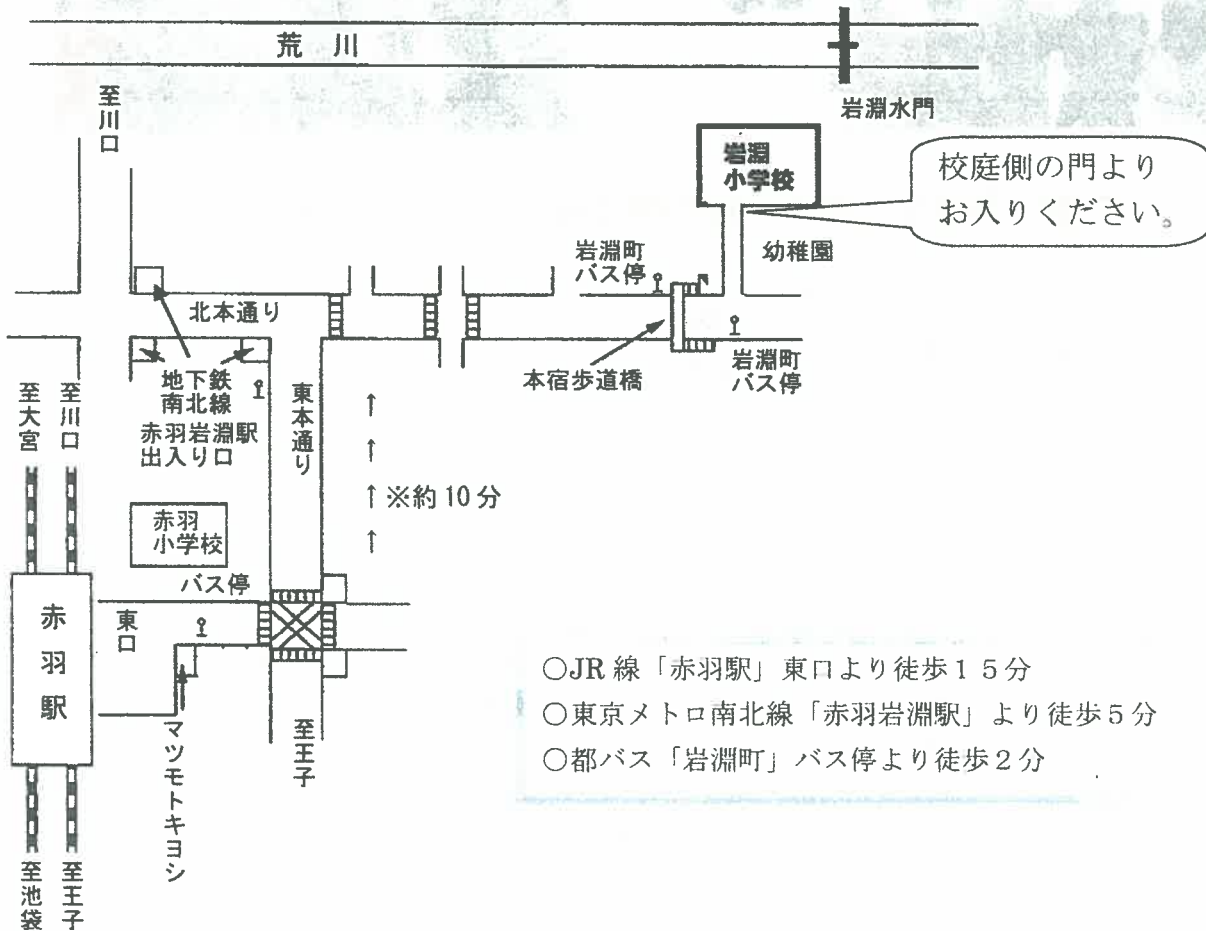 荒川
至川口
岩淵水門
岩淵
小学校
校庭側の門より
お入りください。
岩淵町
バス停
幼稚園
北本通り
地下鉄
南北線
赤羽岩淵駅
出入り口
本宿歩道橋
岩淵町
バス停
至大宮
至川口
東本通り
↑
↑
↑※約10分
↑
赤羽
小学校
バス停
赤羽駅
東口
マツモトキヨシ
至王子
至池袋
至王子
○JR線「赤羽駅」東口より徒歩15分
○東京メトロ南北線「赤羽岩淵駅」より徒歩5分
○都バス「岩淵町」バス停より徒歩2分